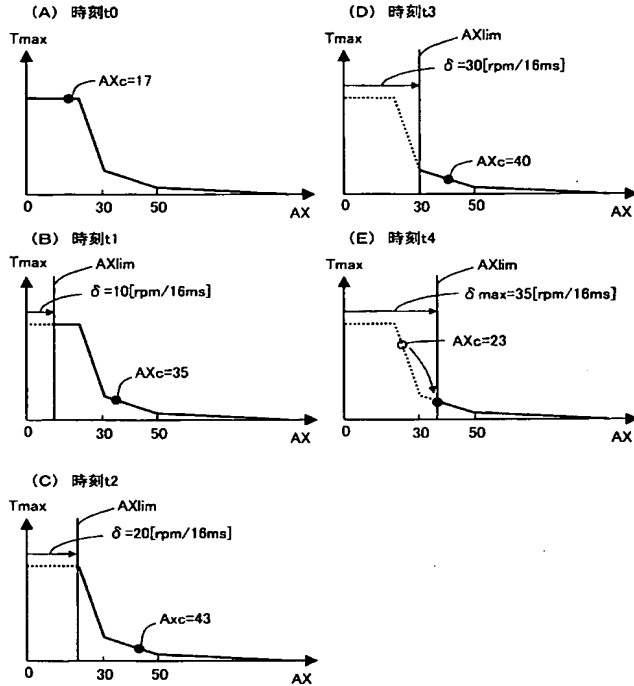 (A) 時刻t0
Tmax
AXc=17
0
30
50
AX
(B) 時刻t1
Tmax
AXlim
δ=10[rpm/16ms]
AXc=35
0
30
50
AX
(C) 時刻t2
Tmax
AXlim
δ=20[rpm/16ms]
Axc=43
0
30
50
AX
(D) 時刻t3
Tmax
AXlim
δ=30[rpm/16ms]
AXc=40
0
30
50
AX
(E) 時刻t4
Tmax
AXlim
δmax=35[rpm/16ms]
AXc=23
0
30
50
AX